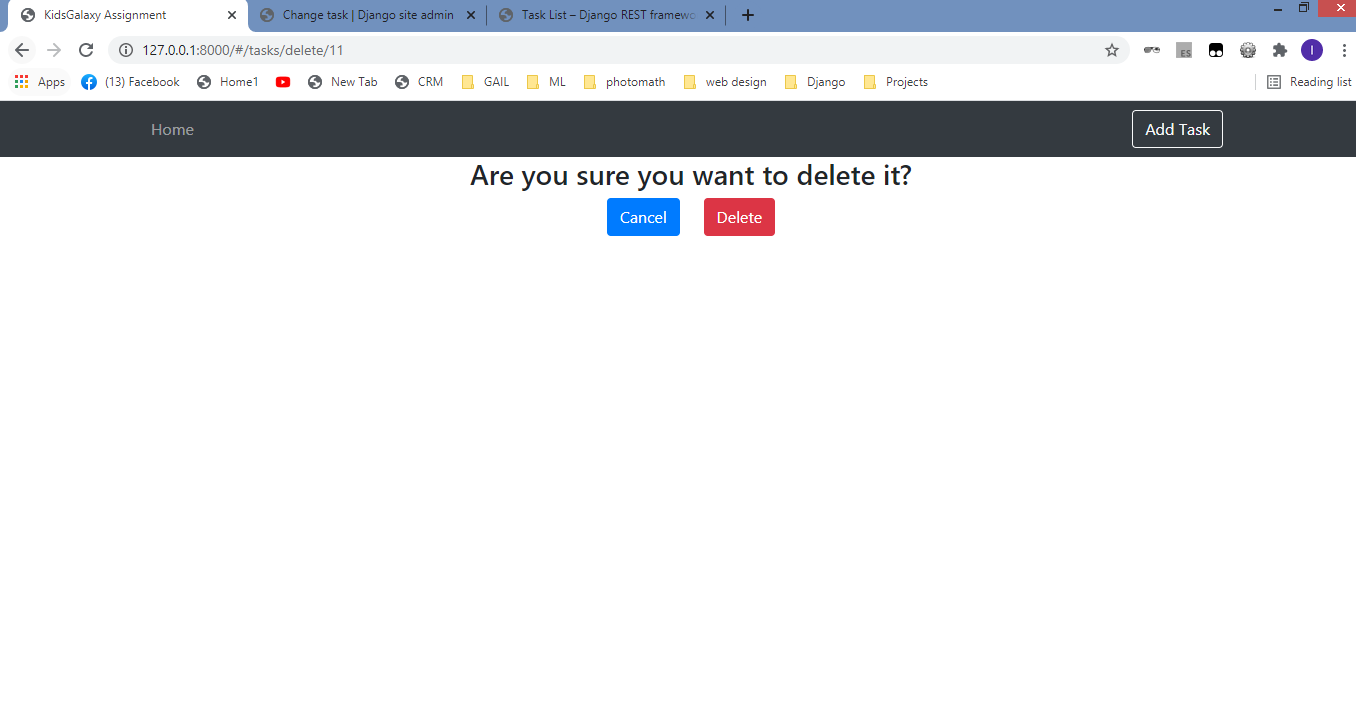 KidsGalaxy Assignment
Change task | Django site admin
Task List – Django REST framewo
127.0.0.1:8000/#/tasks/delete/11
ES
I
Apps
(13) Facebook
Home1
New Tab
CRM
GAIL
ML
photomath
web design
Django
Projects
Reading list
Home
Add Task
Are you sure you want to delete it?
Cancel
Delete